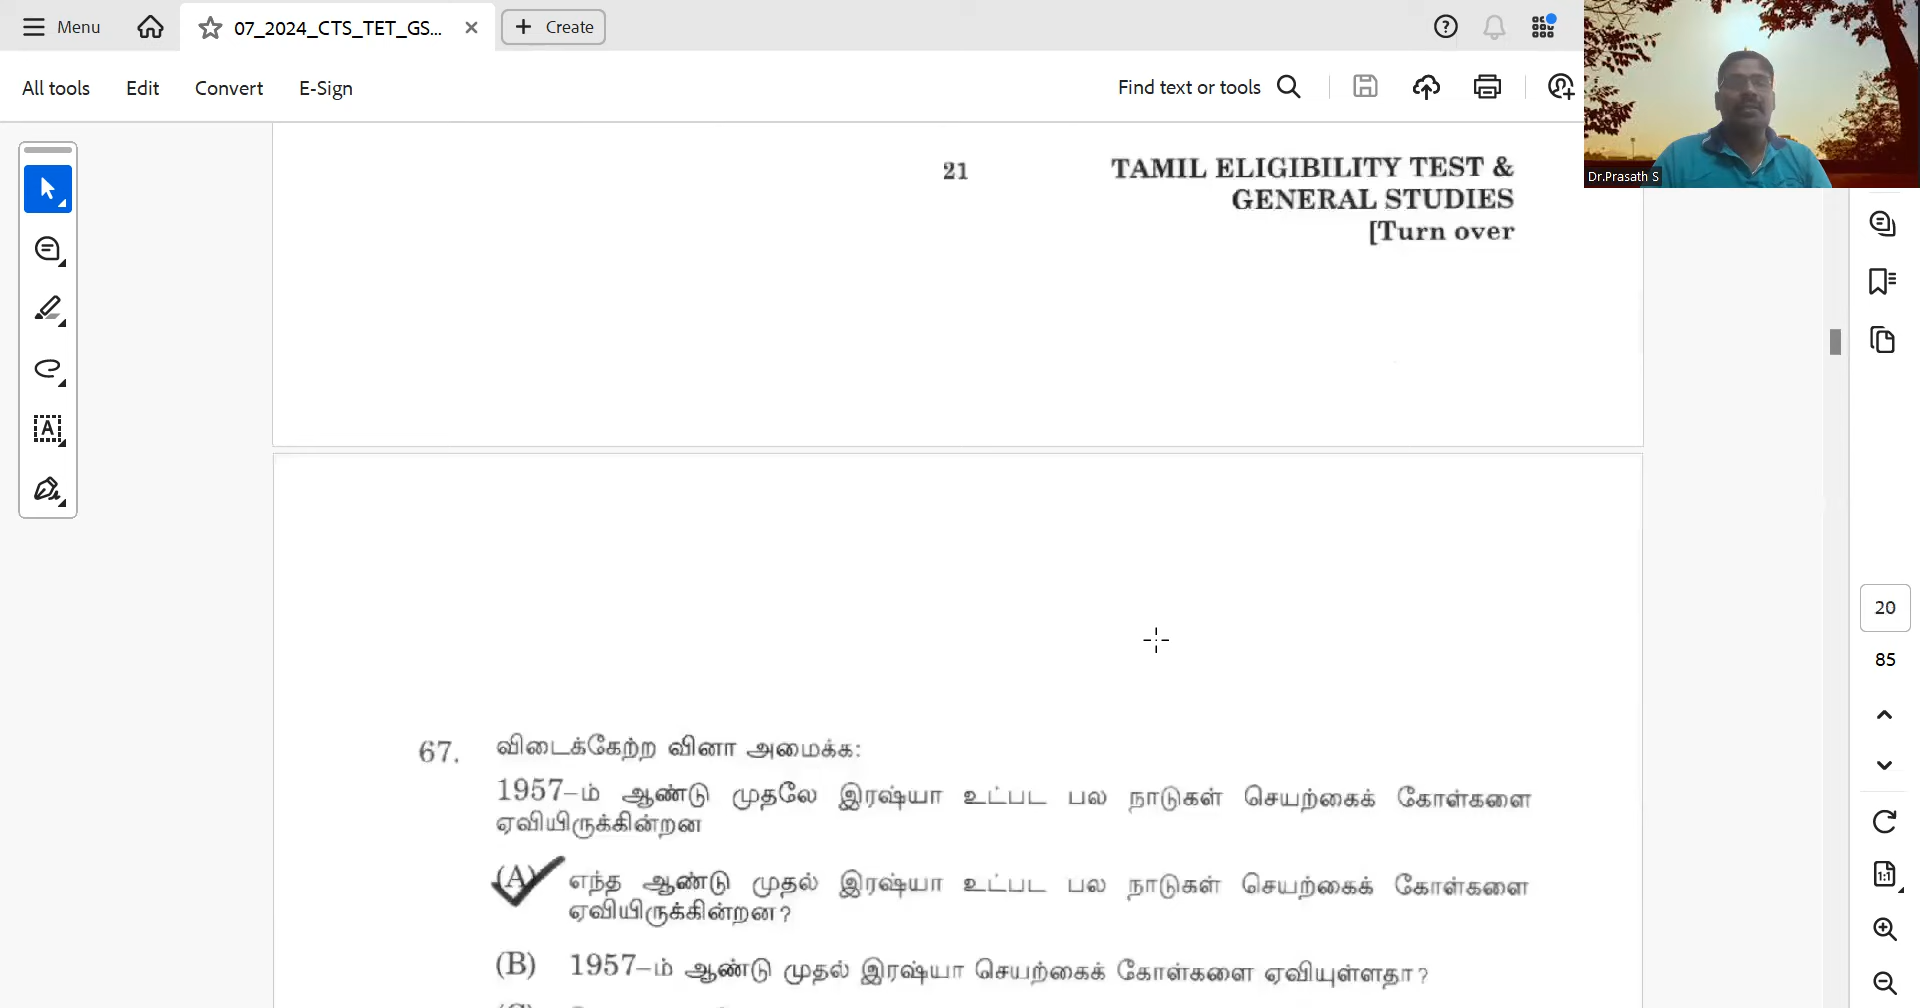 Menu
07_2024_CTS_TET_GS...
Create
All tools
Edit
Convert
E-Sign
Find text or tools
Dr.Prasath S
21
TAMIL ELIGIBILITY TEST &
GENERAL STUDIES
[Turn over
20
85
67. விடைக்கேற்ற வினா அமைக்க:
1957–ம் ஆண்டு முதலே இரஷ்யா உட்பட பல நாடுகள் செயற்கைக் கோள்களை
ஏவியிருக்கின்றன
(A) எந்த ஆண்டு முதல் இரஷ்யா உட்பட பல நாடுகள் செயற்கைக் கோள்களை
ஏவியிருக்கின்றன?
(B) 1957–ம் ஆண்டு முதல் இரஷ்யா செயற்கைக் கோள்களை ஏவியுள்ளதா?